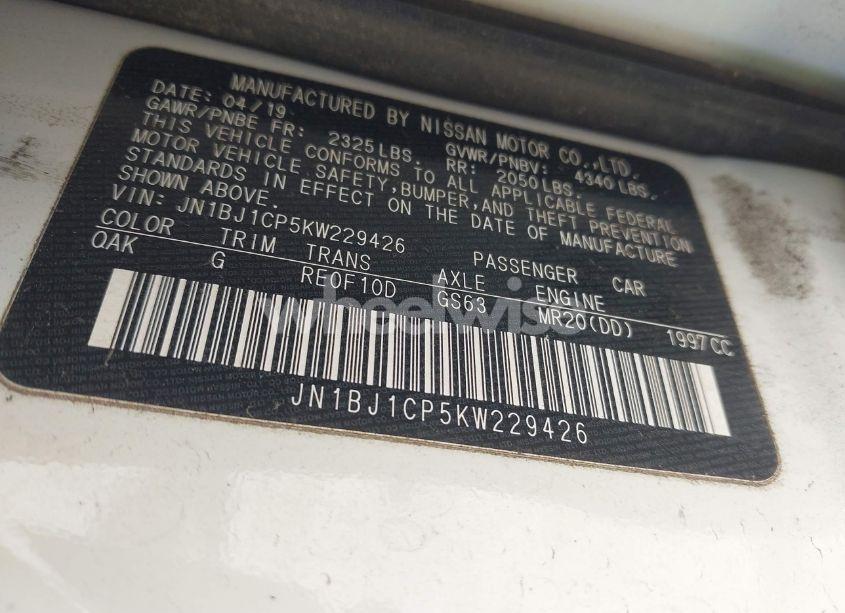 MANUFACTURED BY NISSAN MOTOR CO.,LTD.
DATE: 04/19 GVWR/PNBV: 4340LBS.
GAWR/PNBE FR: 2325LBS. RR: 2050LBS.
THIS VEHICLE CONFORMS TO ALL APPLICABLE FEDERAL
MOTOR VEHICLE SAFETY,BUMPER,AND THEFT PREVENTION
STANDARDS IN EFFECT ON THE DATE OF MANUFACTURE
SHOWN ABOVE.
VIN: JN1BJ1CP5KW229426 PASSENGER CAR
COLOR TRIM TRANS AXLE ENGINE
OAK G RE0F10D GS63 MR20(DD) 1997CC
wheelwise
JN1BJ1CP5KW229426